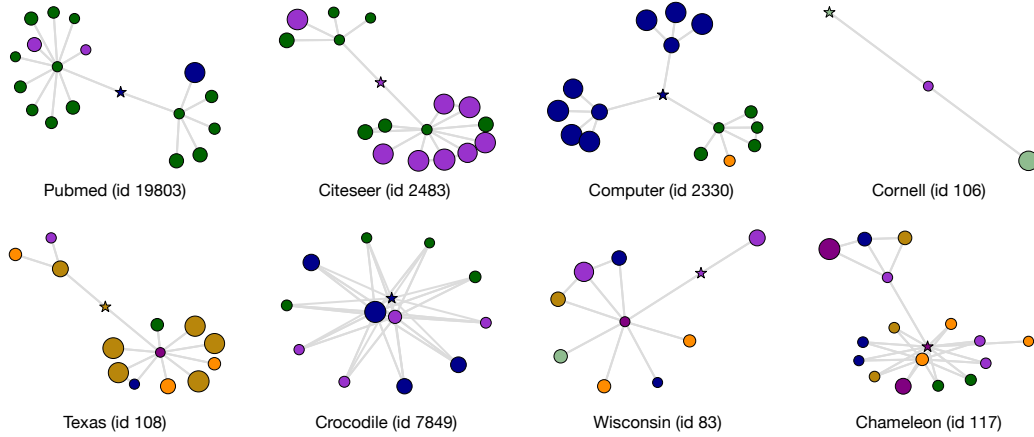 Pubmed (id 19803) Citeseer (id 2483) Computer (id 2330) Cornell (id 106)
Texas (id 108) Crocodile (id 7849) Wisconsin (id 83) Chameleon (id 117)